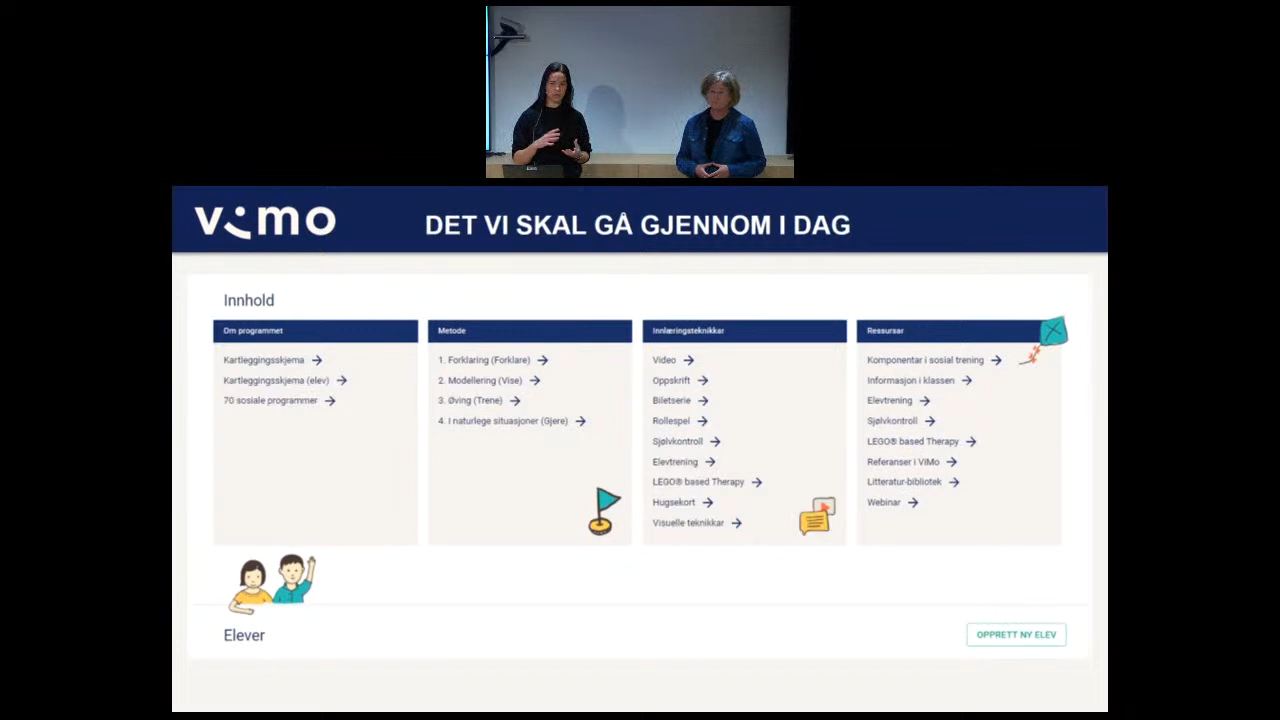 vimo
DET VI SKAL GÅ GJENNOM I DAG
Innhold
Om programmet
Kartleggingsskjema
Kartleggingsskjema (elev)
70 sosiale programmer
Metode
1. Forklaring (Forklare)
2. Modellering (Vise)
3. Øving (Trene)
4. I naturlege situasjoner (Gjere)
Innlæringsteknikkar
Video
Oppskrift
Biletserie
Rollespel
Sjølvkontroll
Elevtrening
LEGO® based Therapy
Hugsekort
Visuelle teknikkar
Ressursar
Komponentar i sosial trening
Informasjon i klassen
Elevtrening
Sjølvkontroll
LEGO® based Therapy
Referanser i ViMo
Litteratur-bibliotek
Webinar
Elever
OPPRETT NY ELEV